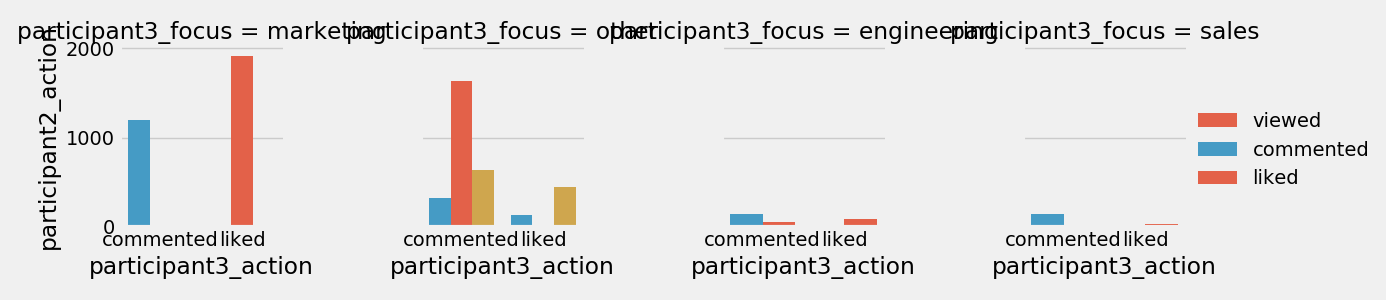 participant3_focus = marketing
participant3_focus = other
participant3_focus = engineering
participant3_focus = sales
participant2_action
2000
1000
0
commented liked
commented liked
commented liked
commented liked
participant3_action
participant3_action
participant3_action
participant3_action
viewed
commented
liked